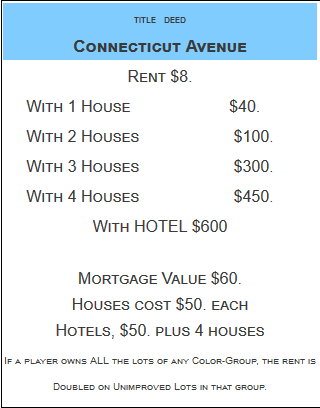 TITLE DEED
CONNECTICUT AVENUE
RENT $8.
WITH 1 HOUSE $40.
WITH 2 HOUSES $100.
WITH 3 HOUSES $300.
WITH 4 HOUSES $450.
WITH HOTEL $600
MORTGAGE VALUE $60.
HOUSES COST $50. EACH
HOTELS, $50. PLUS 4 HOUSES
IF A PLAYER OWNS ALL THE LOTS OF ANY COLOR-GROUP, THE RENT IS
DOUBLED ON UNIMPROVED LOTS IN THAT GROUP.